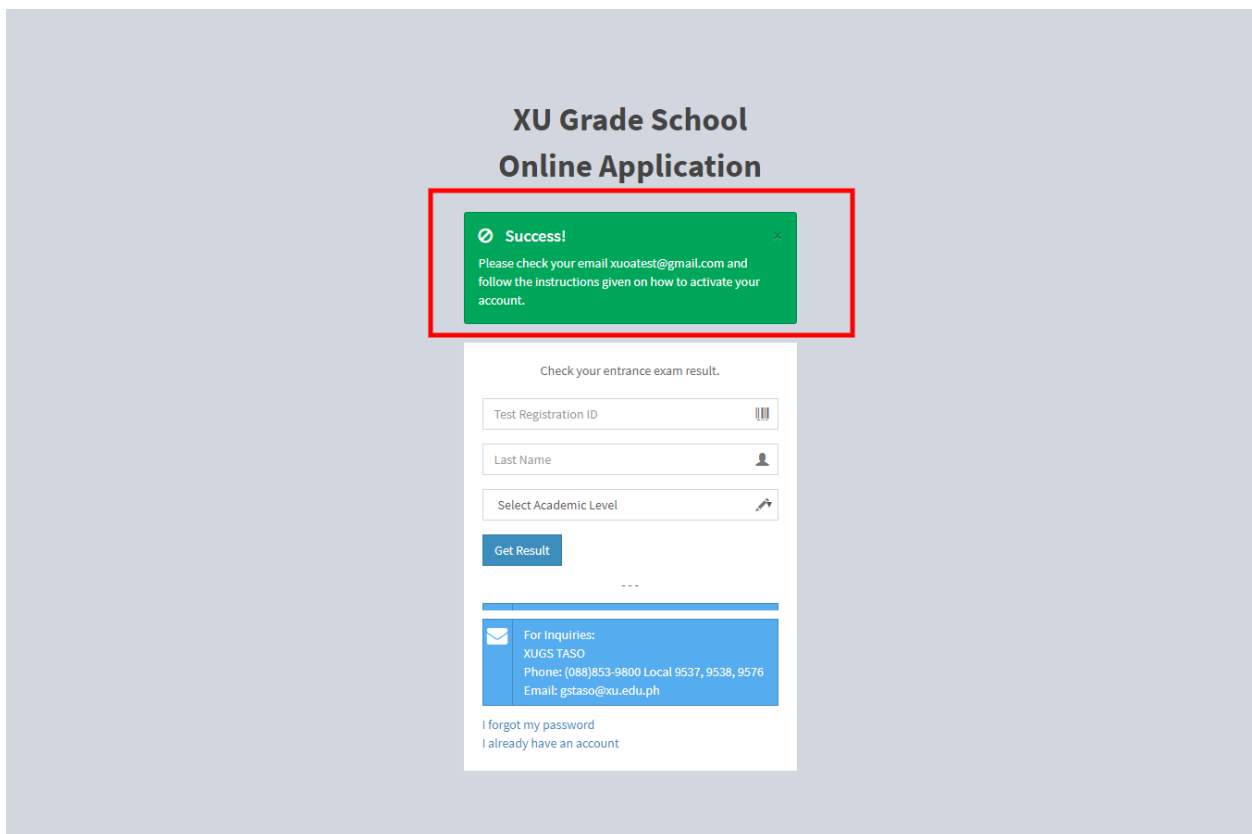 XU Grade School
Online Application
Success!
×
Please check your email xuoatest@gmail.com and
follow the instructions given on how to activate your
account.
Check your entrance exam result.
Test Registration ID
Last Name
Select Academic Level
Get Result
- - -
For Inquiries:
XUGS TASO
Phone: (088)853-9800 Local 9537, 9538, 9576
Email: gstaso@xu.edu.ph
I forgot my password
I already have an account